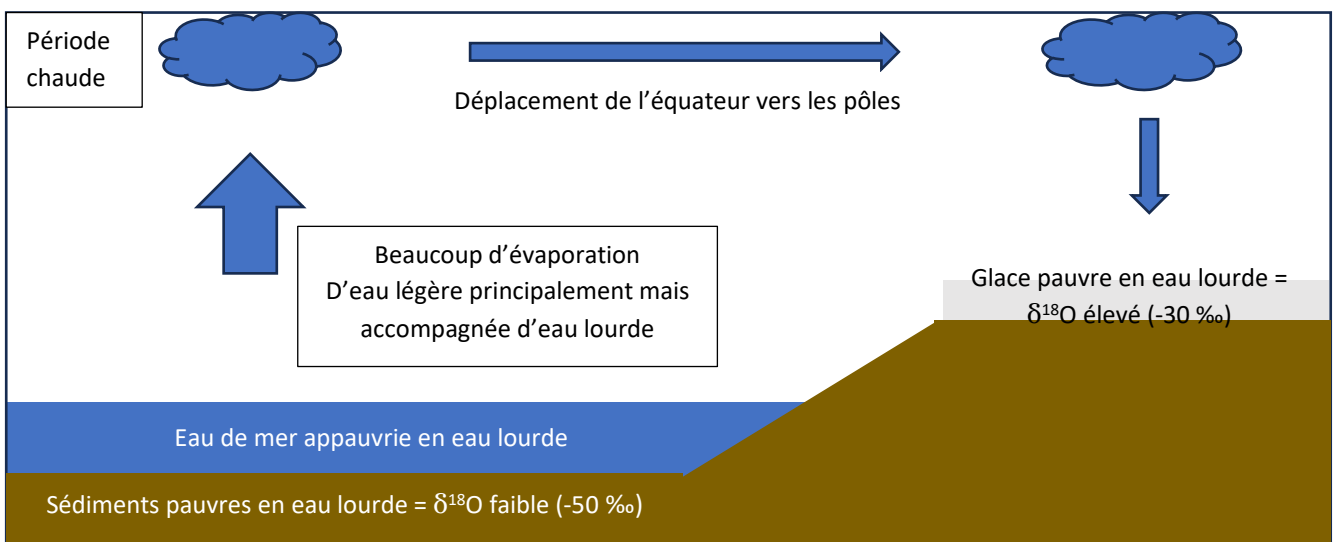 Période
chaude
Déplacement de l’équateur vers les pôles
Beaucoup d’évaporation
D’eau légère principalement mais
accompagnée d’eau lourde
Glace pauvre en eau lourde =
δ¹⁸O élevé (-30 ‰)
Eau de mer appauvrie en eau lourde
Sédiments pauvres en eau lourde = δ¹⁸O faible (-50 ‰)